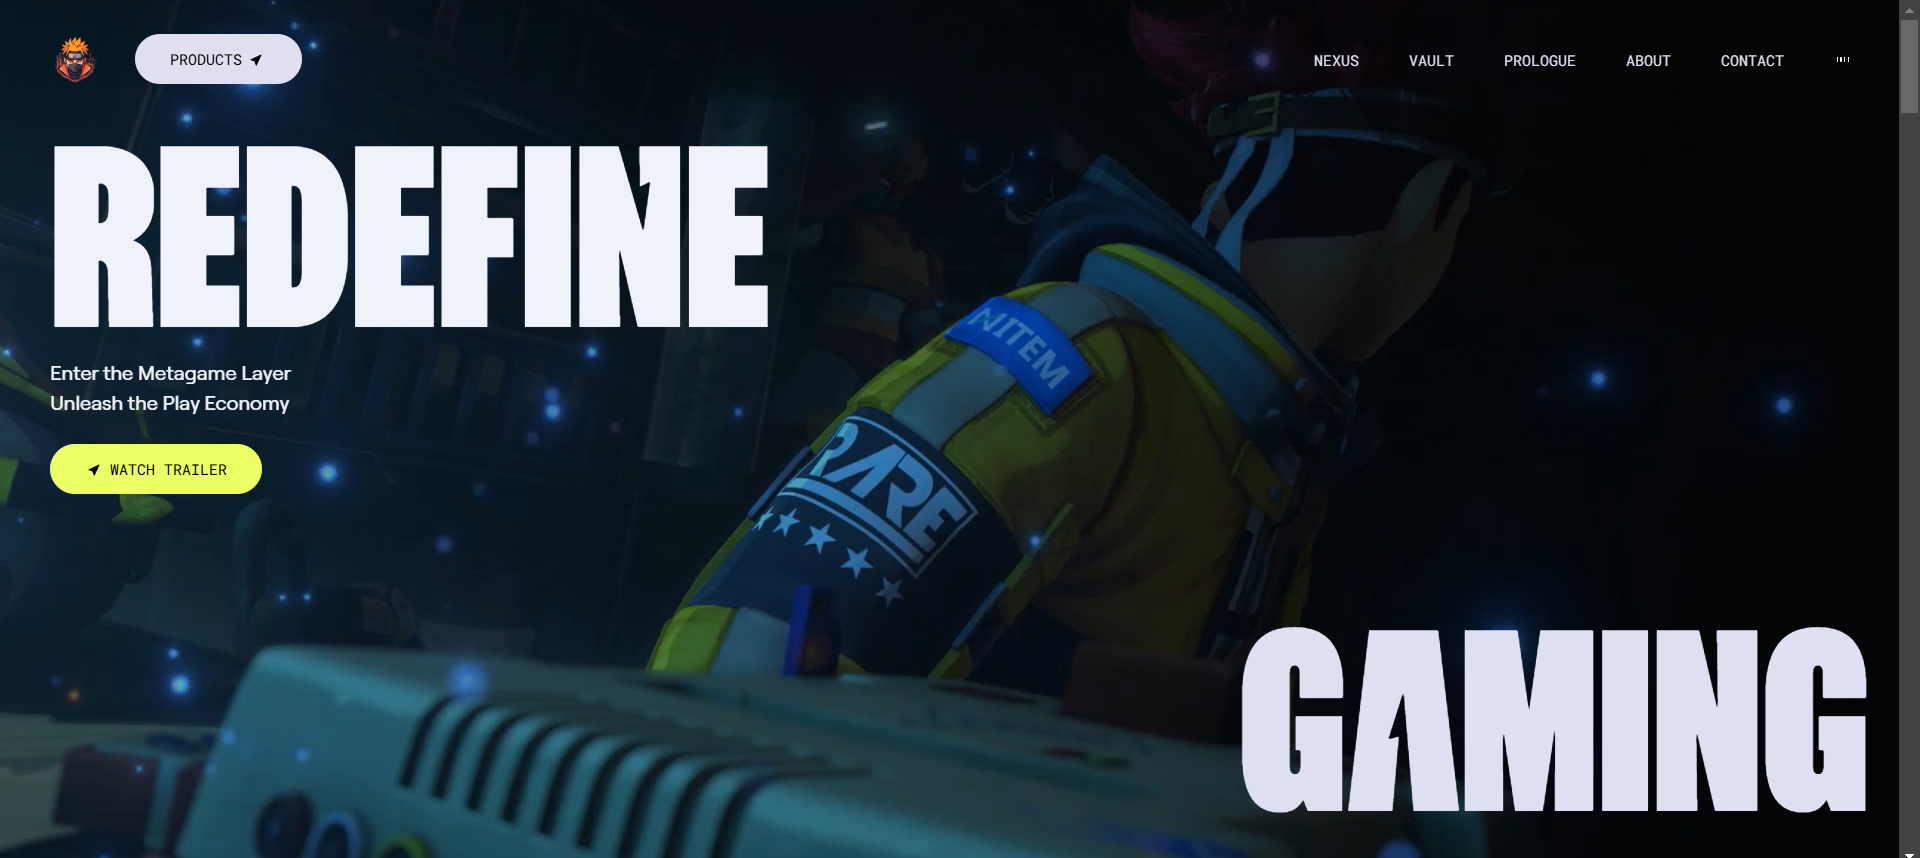 PRODUCTS
NEXUS
VAULT
PROLOGUE
ABOUT
CONTACT
REDEFINE
Enter the Metagame Layer
Unleash the Play Economy
WATCH TRAILER
NITEM
RARE
GAMING